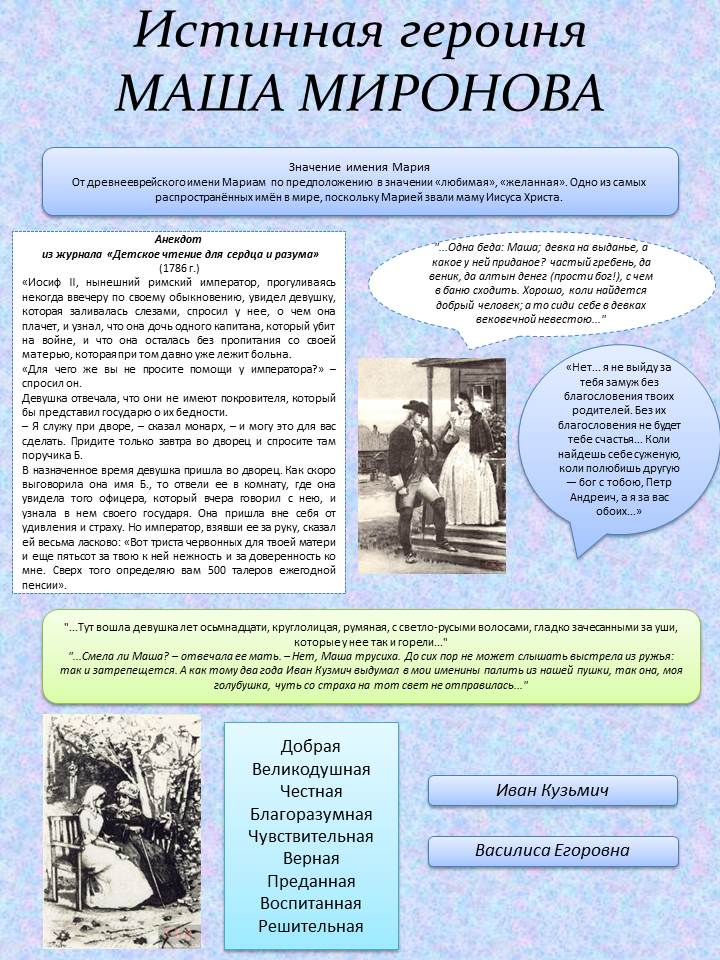 Истинная героиня
МАША МИРОНОВА
Значение имения Мария
От древнееврейского имени Мариам по предположению в значении «любимая», «желанная». Одно из самых
распространённых имён в мире, поскольку Марией звали маму Иисуса Христа.
Анекдот
из журнала «Детское чтение для сердца и разума»
(1786 г.)
«Иосиф II, нынешний римский император, прогуливаясь
некогда ввечеру по своему обыкновению, увидел девушку,
которая заливалась слезами, спросил у нее, о чем она
плачет, и узнал, что она дочь одного капитана, который убит
на войне, и что она осталась без пропитания со своей
матерью, которая при том давно уже лежит больна.
«Для чего же вы не просите помощи у императора?» –
спросил он.
Девушка отвечала, что они не имеют покровителя, который
бы представил государю о их бедности.
– Я служу при дворе, – сказал монарх, – и могу это для вас
сделать. Придите только завтра во дворец и спросите там
поручика Б.
В назначенное время девушка пришла во дворец. Как скоро
выговорила она имя Б., то отвели ее в комнату, где она
увидела того офицера, который вчера говорил с нею, и
узнала в нем своего государя. Она пришла вне себя от
удивления и страху. Но император, взявши ее за руку, сказал
ей весьма ласково: «Вот триста червонных для твоей матери
и еще пятьсот за твою к ней нежность и за доверенность ко
мне. Сверх того определяю вам 500 талеров ежегодной
пенсии».
"...Одна беда: Маша; девка на выданье, а
какое у ней приданое? частый гребень, да
веник, да алтын денег (прости бог!), с чем
в баню сходить. Хорошо, коли найдется
добрый человек; а то сиди себе в девках
вековечной невестою..."
«Нет... я не выйду за
тебя замуж без
благословения твоих
родителей. Без их
благословения не будет
тебе счастья... Коли
найдешь себе суженую,
коли полюбишь другую
— бог с тобою, Петр
Андреич, а я за вас
обоих...»
"...Тут вошла девушка лет осьмнадцати, круглолицая, румяная, с светло-русыми волосами, гладко зачесанными за уши,
которые у нее так и горели..."
"...Смела ли Маша? – отвечала ее мать. – Нет, Маша трусиха. До сих пор не может слышать выстрела из ружья:
так и затрепещется. А как тому два года Иван Кузмич выдумал в мои именины палить из нашей пушки, так она, моя
голубушка, чуть со страха на тот свет не отправилась..."
Добрая
Великодушная
Честная
Благоразумная
Чувствительная
Верная
Преданная
Воспитанная
Решительная
Иван Кузьмич
Василиса Егоровна